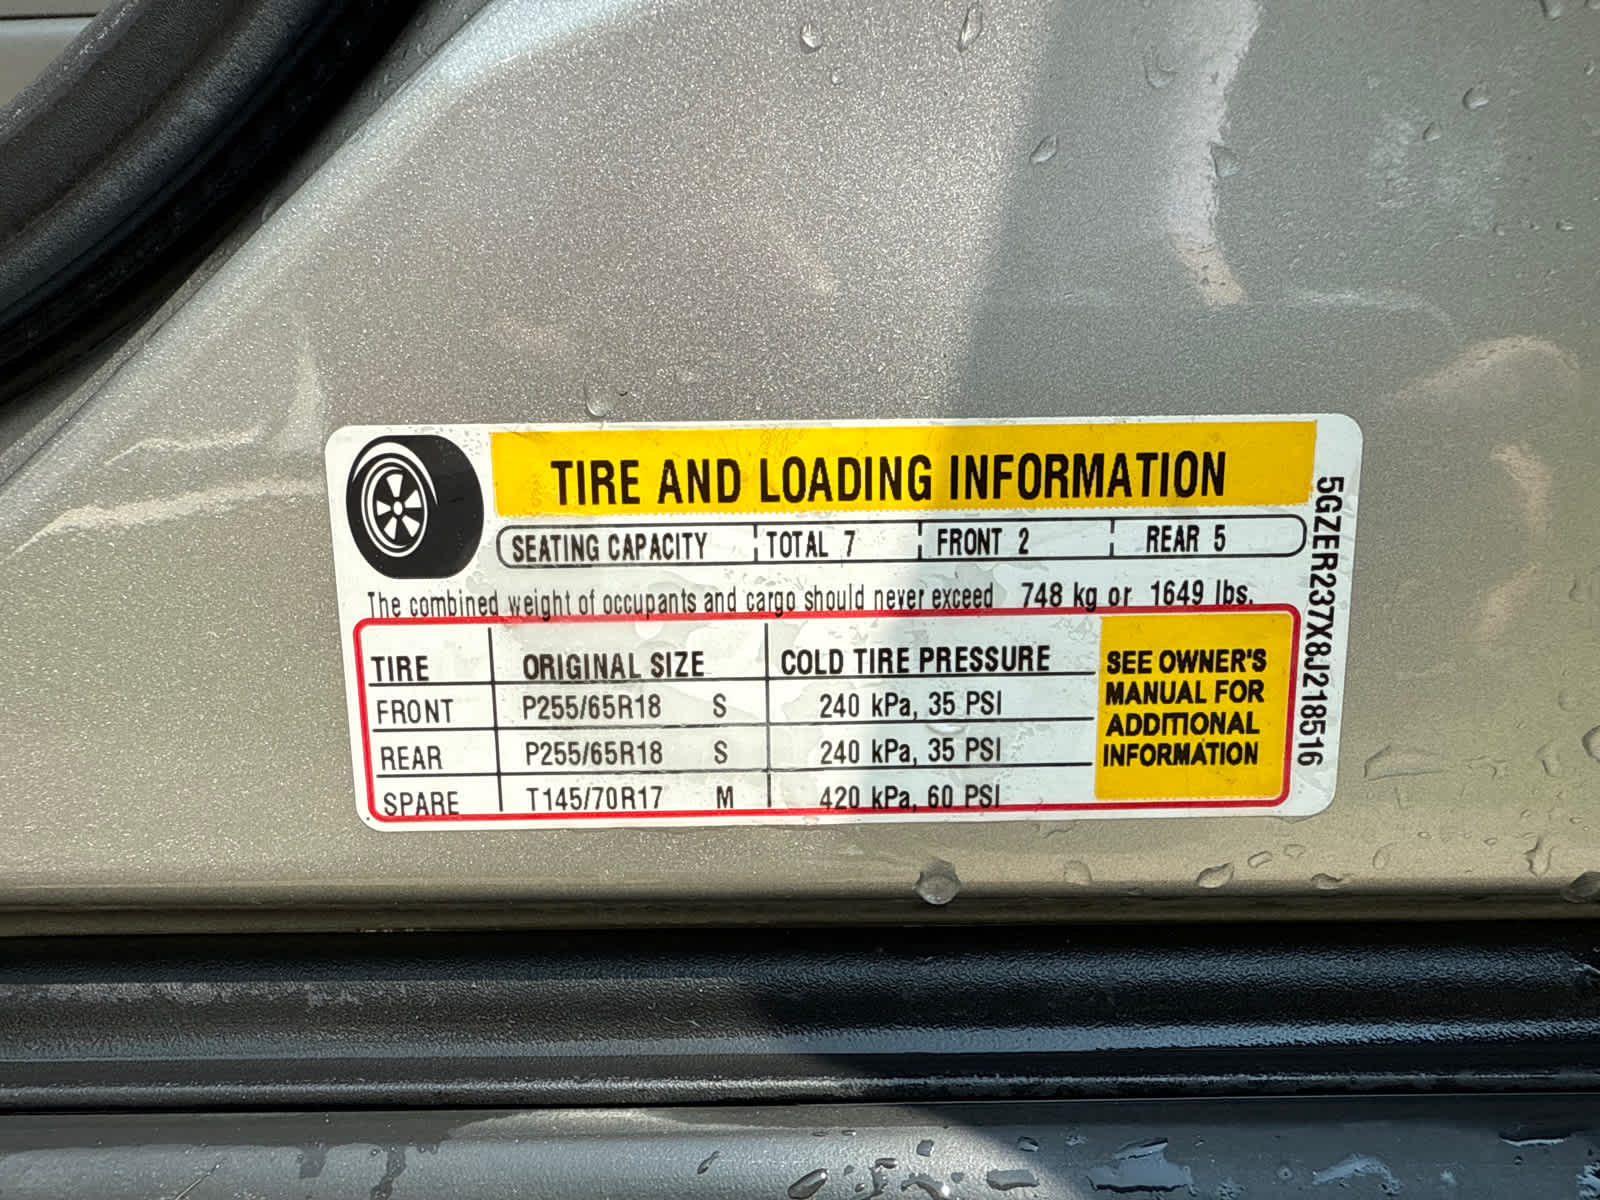 TIRE AND LOADING INFORMATION
SEATING CAPACITY TOTAL 7 FRONT 2 REAR 5
The combined weight of occupants and cargo should never exceed 748 kg or 1649 lbs.
TIRE ORIGINAL SIZE COLD TIRE PRESSURE
FRONT P255/65R18 S 240 kPa, 35 PSI
REAR P255/65R18 S 240 kPa, 35 PSI
SPARE T145/70R17 M 420 kPa, 60 PSI
SEE OWNER'S
MANUAL FOR
ADDITIONAL
INFORMATION
5GZER237X8J218516